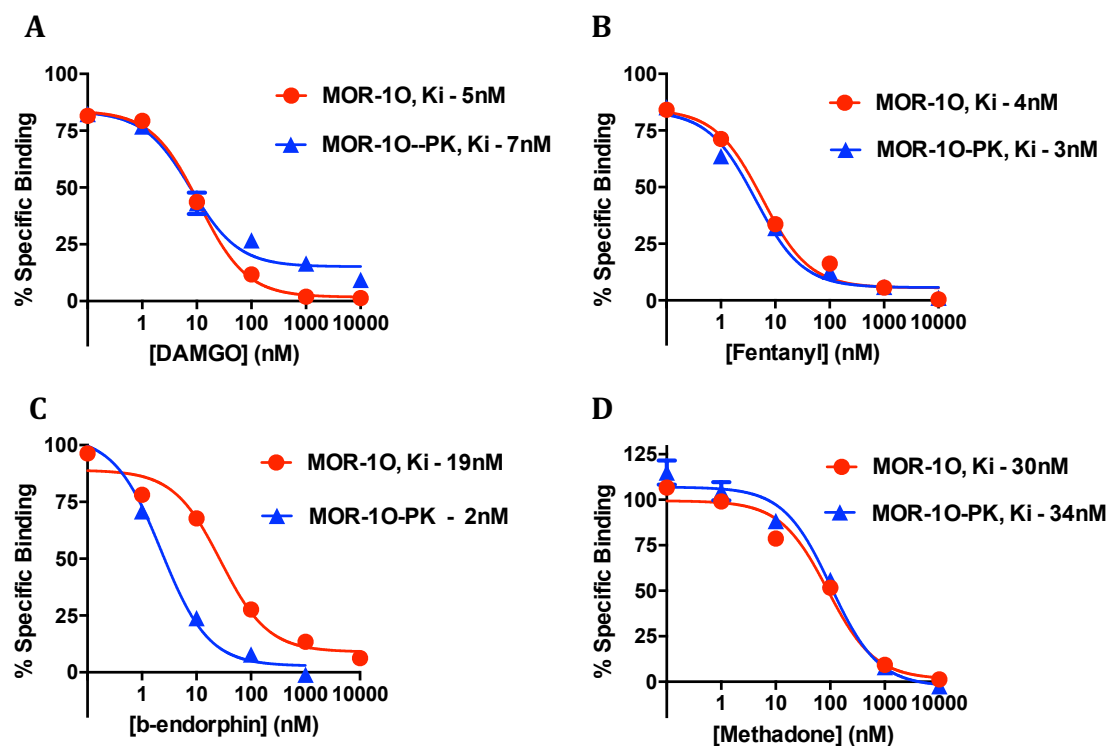 A
100
75
50
25
0
% Specific Binding
MOR-1O, Ki - 5nM
MOR-1O--PK, Ki - 7nM
1 10 100 1000 10000
[DAMGO] (nM)
B
100
75
50
25
0
% Specific Binding
MOR-1O, Ki - 4nM
MOR-1O-PK, Ki - 3nM
1 10 100 1000 10000
[Fentanyl] (nM)
C
100
75
50
25
0
% Specific Binding
MOR-1O, Ki - 19nM
MOR-1O-PK - 2nM
1 10 100 1000 10000
[b-endorphin] (nM)
D
125
100
75
50
25
0
% Specific Binding
MOR-1O, Ki - 30nM
MOR-1O-PK, Ki - 34nM
1 10 100 1000 10000
[Methadone] (nM)